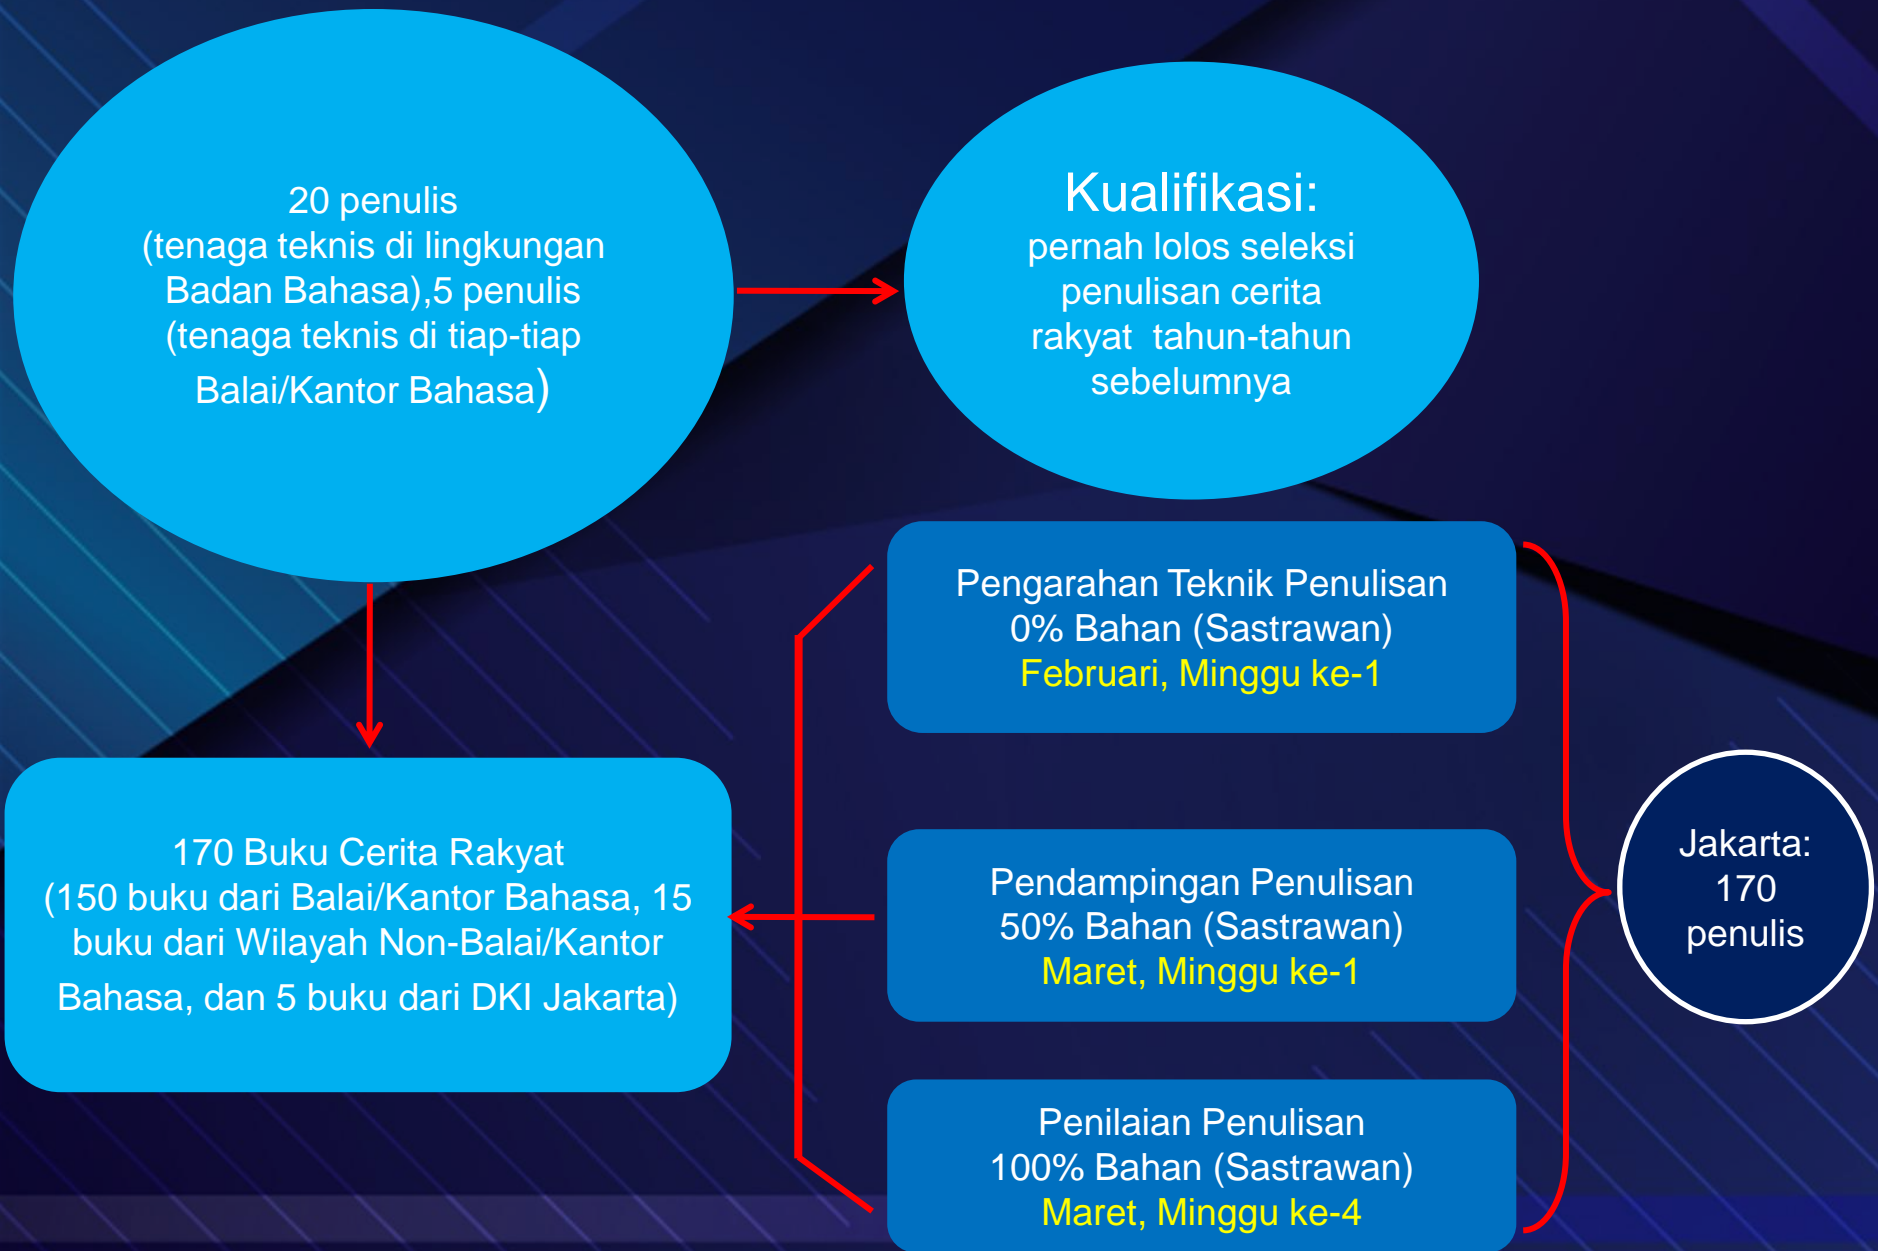 20 penulis
(tenaga teknis di lingkungan
Badan Bahasa),5 penulis
(tenaga teknis di tiap-tiap
Balai/Kantor Bahasa)
Kualifikasi:
pernah lolos seleksi
penulisan cerita
rakyat  tahun-tahun
sebelumnya
170 Buku Cerita Rakyat
(150 buku dari Balai/Kantor Bahasa, 15
buku dari Wilayah Non-Balai/Kantor
Bahasa, dan 5 buku dari DKI Jakarta)
Pengarahan Teknik Penulisan
0% Bahan (Sastrawan)
Februari, Minggu ke-1
Pendampingan Penulisan
50% Bahan (Sastrawan)
Maret, Minggu ke-1
Penilaian Penulisan
100% Bahan (Sastrawan)
Maret, Minggu ke-4
Jakarta:
170
penulis